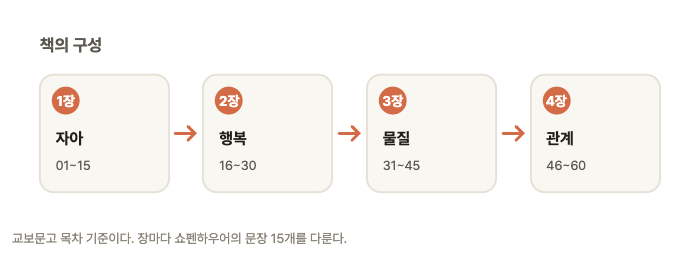 책의 구성
1장
자아
01~15
2장
행복
16~30
3장
물질
31~45
4장
관계
46~60
교보문고 목차 기준이다. 장마다 쇼펜하우어의 문장 15개를 다룬다.